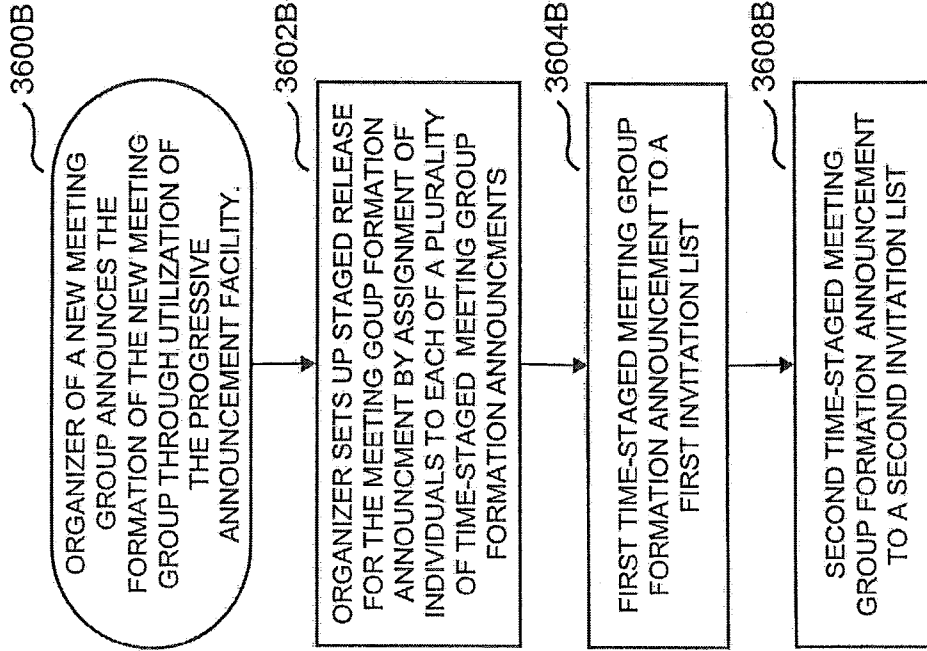 3600B
ORGANIZER OF A NEW MEETING
GROUP ANNOUNCES THE
FORMATION OF THE NEW MEETING
GROUP THROUGH UTILIZATION OF
THE PROGRESSIVE
ANNOUNCEMENT FACILITY.
3602B
ORGANIZER SETS UP STAGED RELEASE
FOR THE MEETING GOUP FORMATION
ANNOUNCMENT BY ASSIGNMENT OF
INDIVIDUALS TO EACH OF A PLURALITY
OF TIME-STAGED MEETING GROUP
FORMATION ANNOUNCMENTS
3604B
FIRST TIME-STAGED MEETING GROUP
FORMATION ANNOUNCEMENT TO A
FIRST INVITATION LIST
3608B
SECOND TIME-STAGED MEETING
GROUP FORMATION ANNOUNCEMENT
TO A SECOND INVITATION LIST